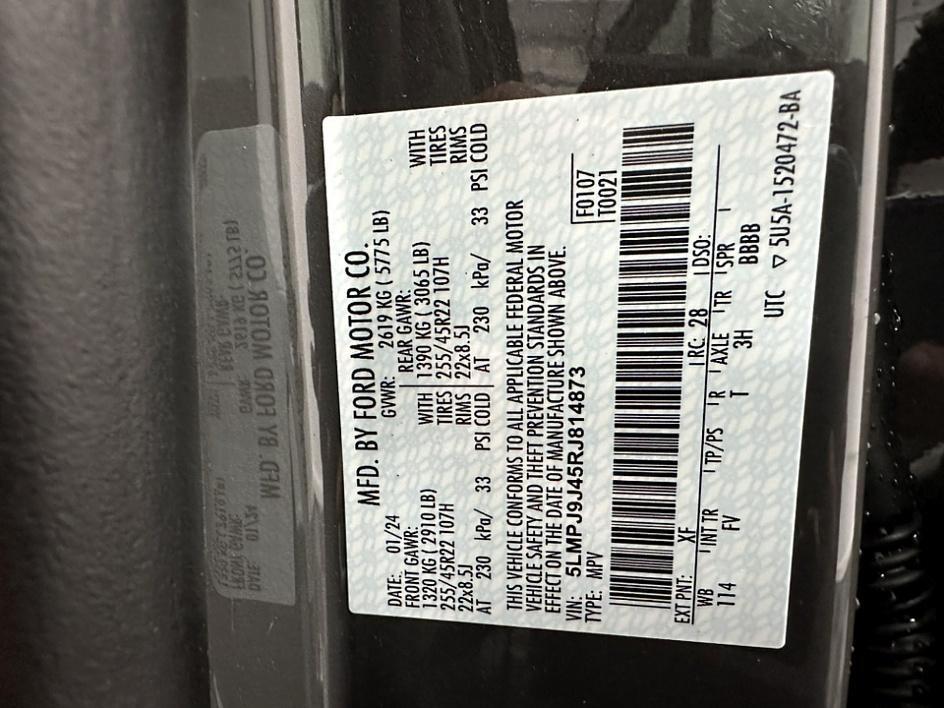 MFD. BY FORD MOTOR CO.
DATE: 01/24 GVWR: 2619 KG ( 5775 LB)
FRONT GAWR: REAR GAWR:
1320 KG ( 2910 LB) WITH 1390 KG ( 3065 LB) WITH
255/45R22 107H TIRES 255/45R22 107H TIRES
22x8.5J RIMS 22x8.5J RIMS
AT 230 kPa/ 33 PSI COLD AT 230 kPa/ 33 PSI COLD
THIS VEHICLE CONFORMS TO ALL APPLICABLE FEDERAL MOTOR
VEHICLE SAFETY AND THEFT PREVENTION STANDARDS IN
EFFECT ON THE DATE OF MANUFACTURE SHOWN ABOVE.
VIN: 5LMPJ9J45RJ814873 F0107
TYPE: MPV T0021
EXT PNT: XF RC: 28 DSO:
WB INT TR TP/PS R AXLE TR SPR
114 FV T 3H BBBB
UTC ▽ 5U5A-1520472-BA